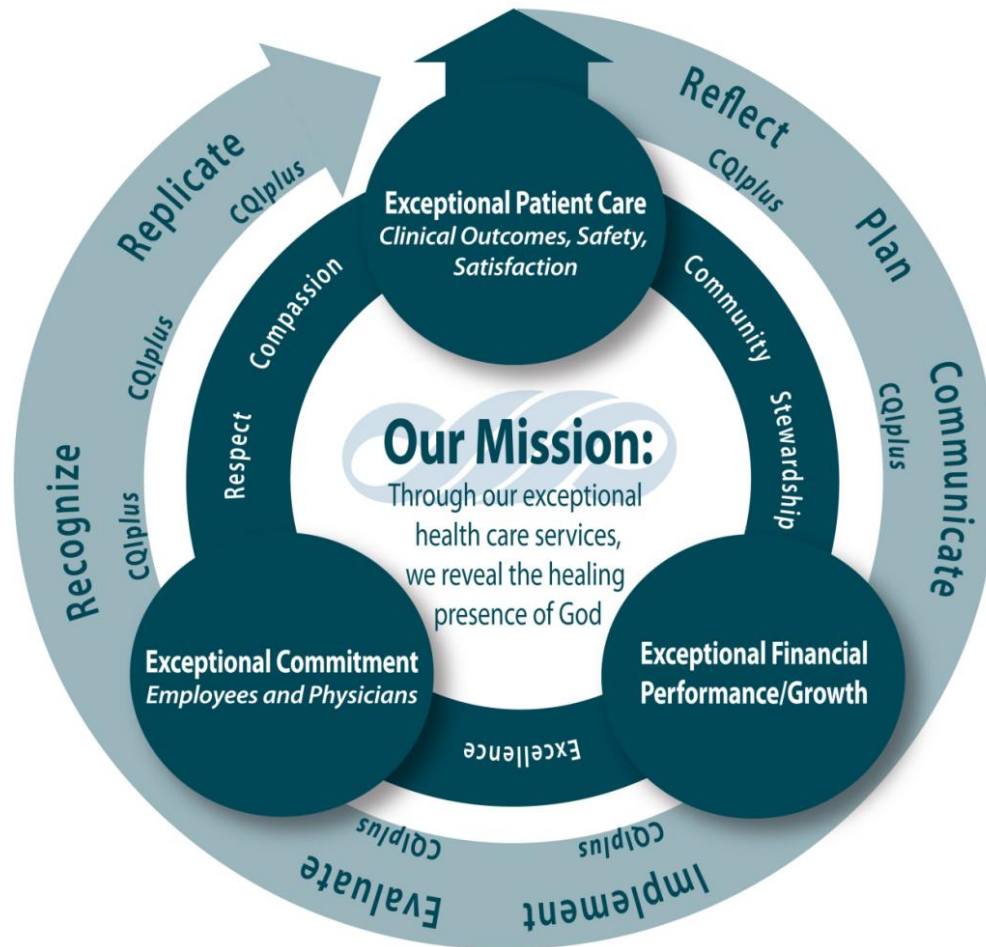 Reflect
Plan
Communicate
Implement
Evaluate
Recognize
Replicate
CQIplus
CQIplus
CQIplus
CQIplus
CQIplus
CQIplus
CQIplus
Exceptional Patient Care
Clinical Outcomes, Safety,
Satisfaction
Community
Stewardship
Exceptional Financial
Performance/Growth
Excellence
Exceptional Commitment
Employees and Physicians
Respect
Compassion
Our Mission:
Through our exceptional
health care services,
we reveal the healing
presence of God